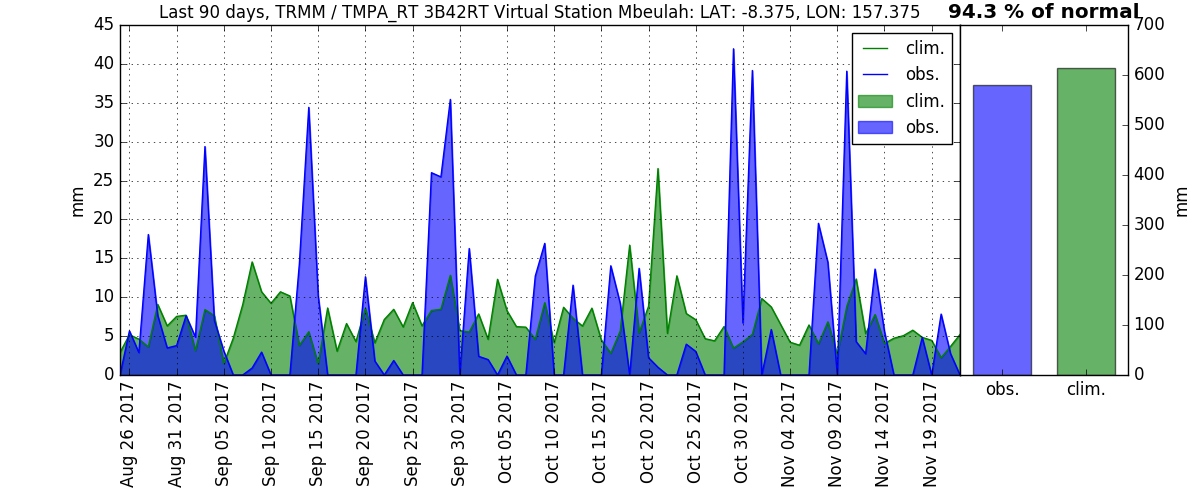 Last 90 days, TRMM / TMPA_RT 3B42RT Virtual Station Mbeulah: LAT: -8.375, LON: 157.375
94.3 % of normal
45
40
35
30
25
20
15
10
5
0
mm
clim.
obs.
clim.
obs.
700
600
500
400
300
200
100
0
mm
obs.
clim.
Aug 26 2017
Aug 31 2017
Sep 05 2017
Sep 10 2017
Sep 15 2017
Sep 20 2017
Sep 25 2017
Sep 30 2017
Oct 05 2017
Oct 10 2017
Oct 15 2017
Oct 20 2017
Oct 25 2017
Oct 30 2017
Nov 04 2017
Nov 09 2017
Nov 14 2017
Nov 19 2017